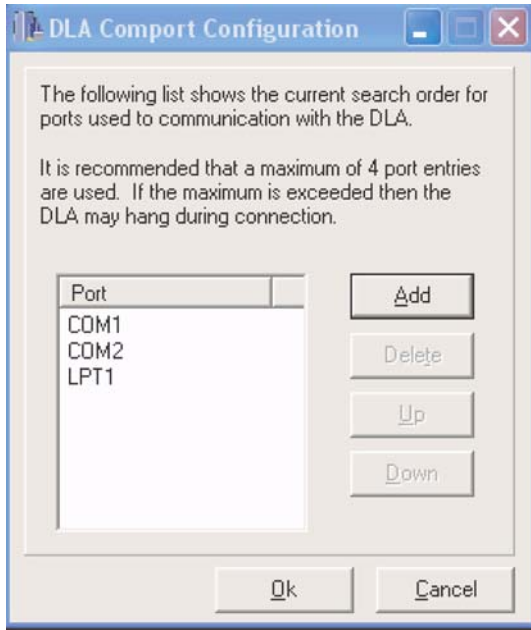 DLA Comport Configuration
The following list shows the current search order for
ports used to communication with the DLA.
It is recommended that a maximum of 4 port entries
are used.  If the maximum is exceeded then the
DLA may hang during connection.
Port
COM1
COM2
LPT1
Add
Delete
Up
Down
Ok
Cancel